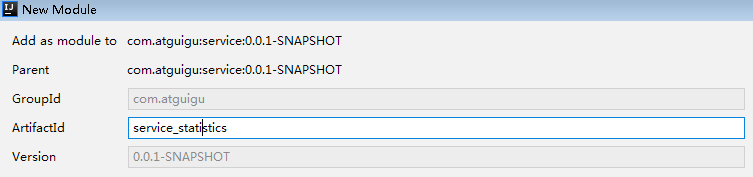 IJ New Module
Add as module to com.atguigu:service:0.0.1-SNAPSHOT
Parent com.atguigu:service:0.0.1-SNAPSHOT
GroupId com.atguigu
ArtifactId service_statistics
Version 0.0.1-SNAPSHOT